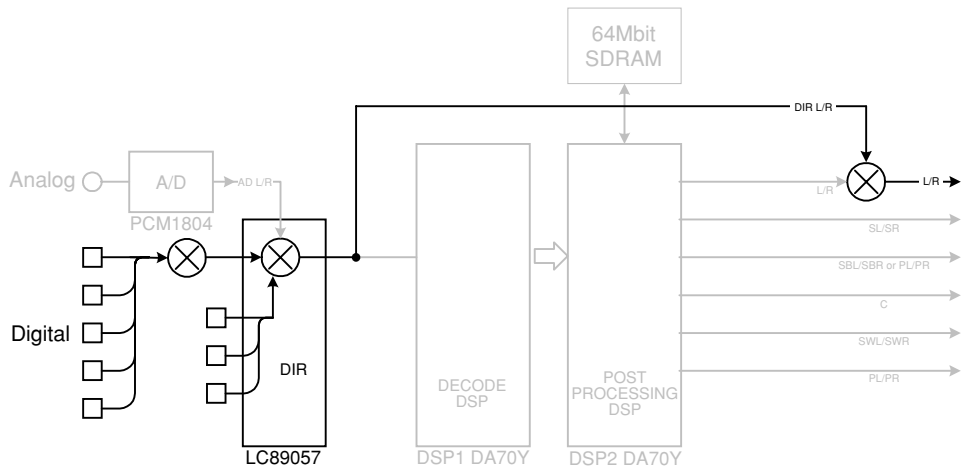 64Mbit
SDRAM
DIR L/R
Analog
A/D
AD L/R
PCM1804
L/R
L/R
SL/SR
SBL/SBR or PL/PR
C
Digital
SWL/SWR
DIR
DECODE
DSP
POST
PROCESSING
DSP
PL/PR
LC89057
DSP1 DA70Y
DSP2 DA70Y